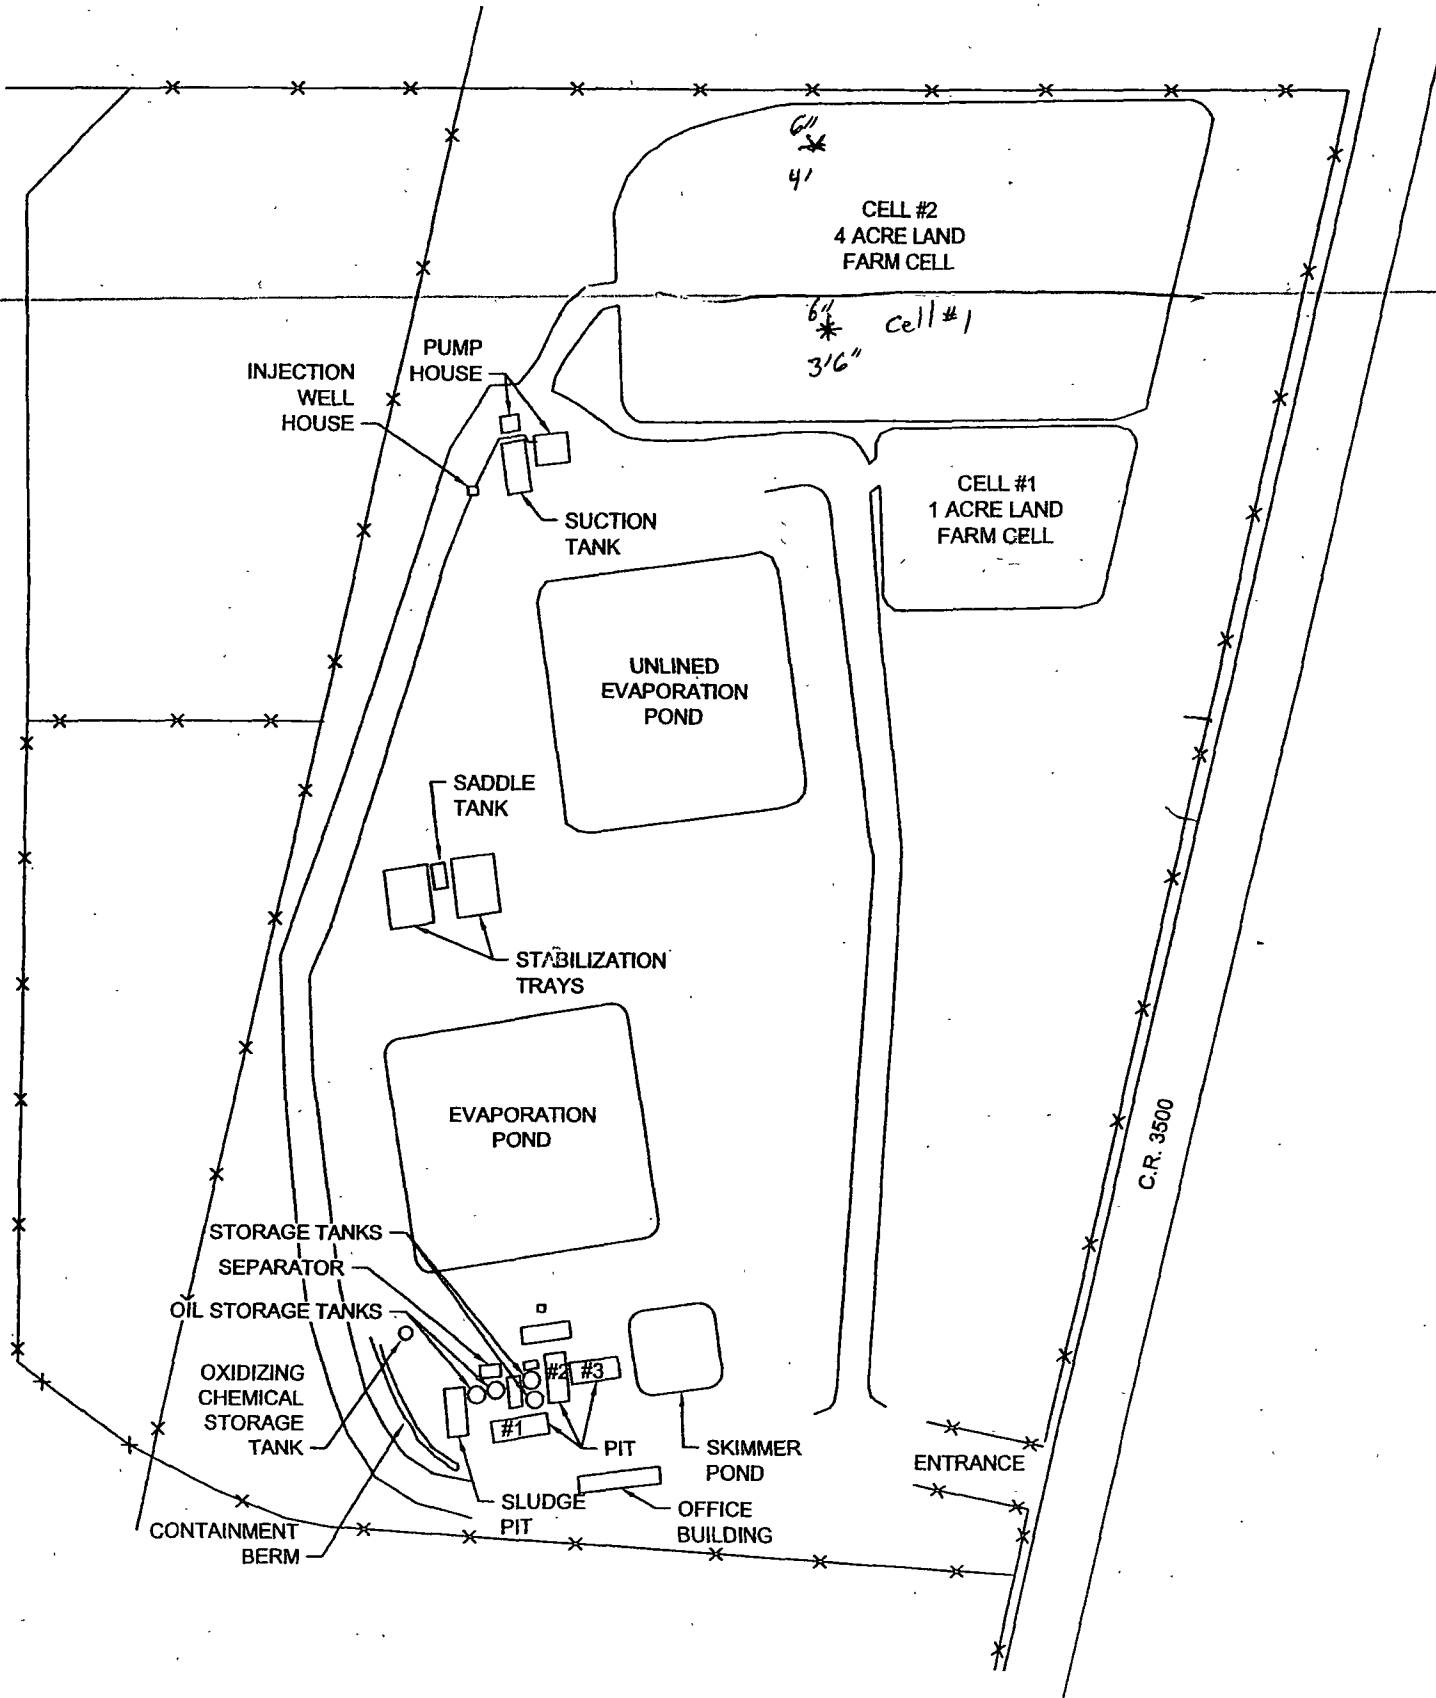 6"
4'
CELL #2
4 ACRE LAND
FARM CELL
6"
Cell #1
3'6"
PUMP
HOUSE
INJECTION
WELL
HOUSE
SUCTION
TANK
CELL #1
1 ACRE LAND
FARM CELL
UNLINED
EVAPORATION
POND
SADDLE
TANK
STABILIZATION
TRAYS
EVAPORATION
POND
C.R. 3500
STORAGE TANKS
SEPARATOR
OIL STORAGE TANKS
OXIDIZING
CHEMICAL
STORAGE
TANK
#2
#3
#1
PIT
SKIMMER
POND
ENTRANCE
SLUDGE
PIT
OFFICE
BUILDING
CONTAINMENT
BERM